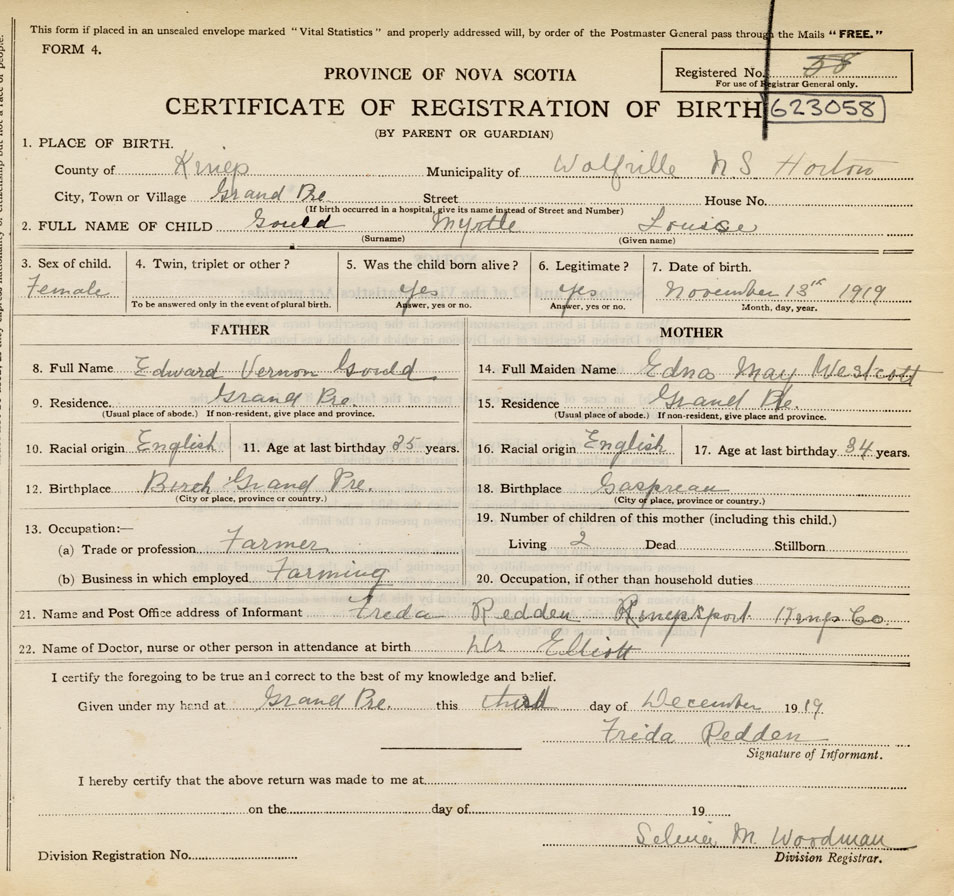 This form if placed in an unsealed envelope marked "Vital Statistics" and properly addressed will, by order of the Postmaster General pass through the Mails "FREE."
FORM 4.
Registered No. 58
For use of Registrar General only.
PROVINCE OF NOVA SCOTIA
CERTIFICATE OF REGISTRATION OF BIRTH 623058
(BY PARENT OR GUARDIAN)
1. PLACE OF BIRTH.
County of Kings Municipality of Wolfville N S Horton
City, Town or Village Grand Pre. Street House No.
(If birth occurred in a hospital, give its name instead of Street and Number)
2. FULL NAME OF CHILD Gould Myrtle Louise
(Surname) (Given name)
3. Sex of child. 4. Twin, triplet or other? 5. Was the child born alive? 6. Legitimate? 7. Date of birth.
Female Yes Yes November 13th 1919
To be answered only in the event of plural birth. Answer, yes or no. Answer, yes or no. Month, day, year.
FATHER
8. Full Name Edward Vernon Gould
9. Residence. Grand Pre.
(Usual place of abode.) If non-resident, give place and province.
10. Racial origin English 11. Age at last birthday 35 years.
12. Birthplace Grand Pre.
(City or place, province or country.)
13. Occupation:—
(a) Trade or profession Farmer
(b) Business in which employed Farming
MOTHER
14. Full Maiden Name Edna May Westcott
15. Residence Grand Pre.
(Usual place of abode.) If non-resident, give place and province.
16. Racial origin English 17. Age at last birthday 34 years.
18. Birthplace Gaspreau
(City or place, province or country.)
19. Number of children of this mother (including this child.)
Living 2 Dead Stillborn
20. Occupation, if other than household duties
21. Name and Post Office address of Informant Freda Redden Kingsport Kings Co.
22. Name of Doctor, nurse or other person in attendance at birth Dr Elliott
I certify the foregoing to be true and correct to the best of my knowledge and belief.
Given under my hand at Grand Pre. this third day of December 1919.
Freda Redden
Signature of Informant.
I hereby certify that the above return was made to me at
on the day of 19
Selina M. Woodman
Division Registration No. Division Registrar.